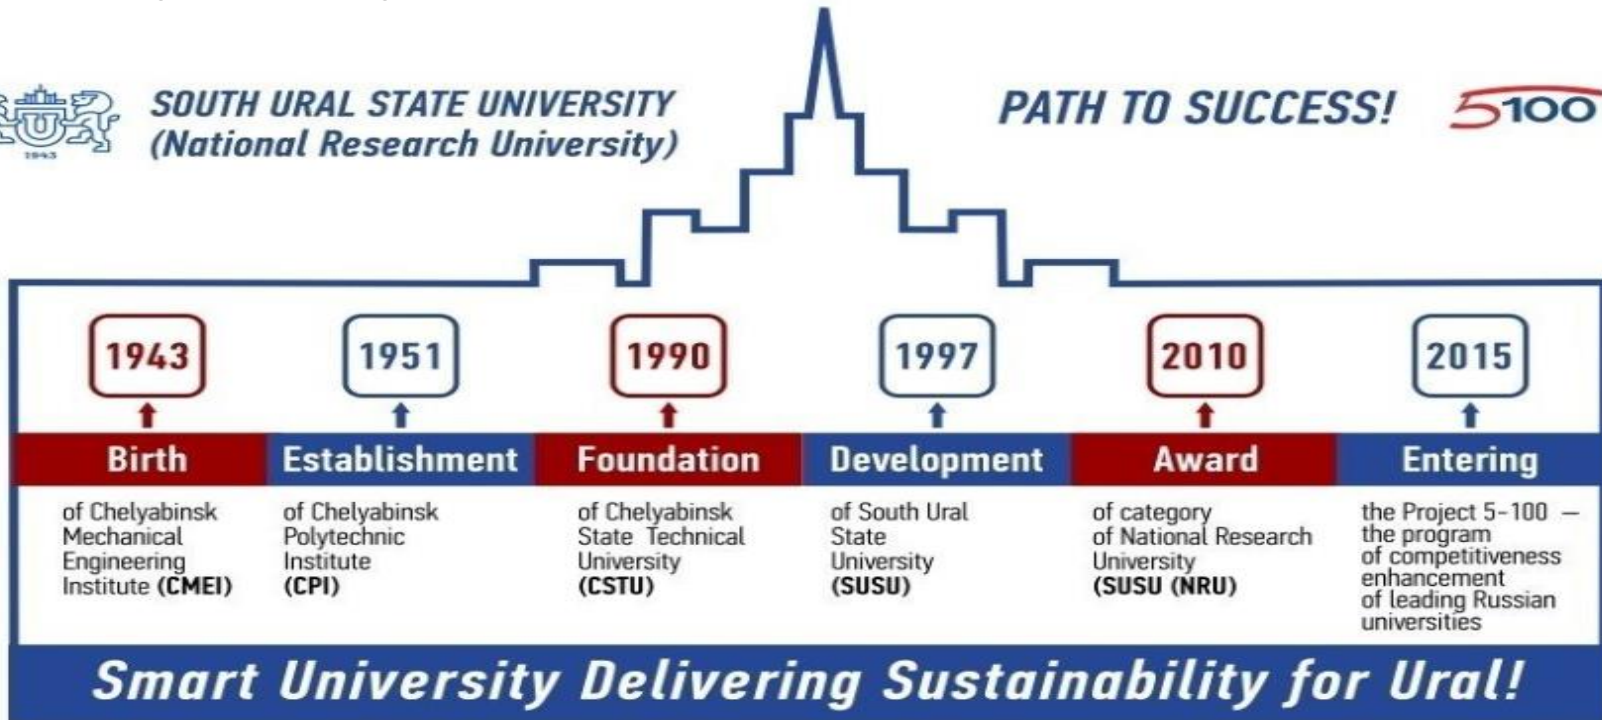 SOUTH URAL STATE UNIVERSITY
(National Research University)
1943
PATH TO SUCCESS!
5100
1943
Birth
of Chelyabinsk
Mechanical
Engineering
Institute (CMEI)
1951
Establishment
of Chelyabinsk
Polytechnic
Institute
(CPI)
1990
Foundation
of Chelyabinsk
State Technical
University
(CSTU)
1997
Development
of South Ural
State
University
(SUSU)
2010
Award
of category
of National Research
University
(SUSU (NRU)
2015
Entering
the Project 5-100 —
the program
of competitiveness
enhancement
of leading Russian
universities
Smart University Delivering Sustainability for Ural!